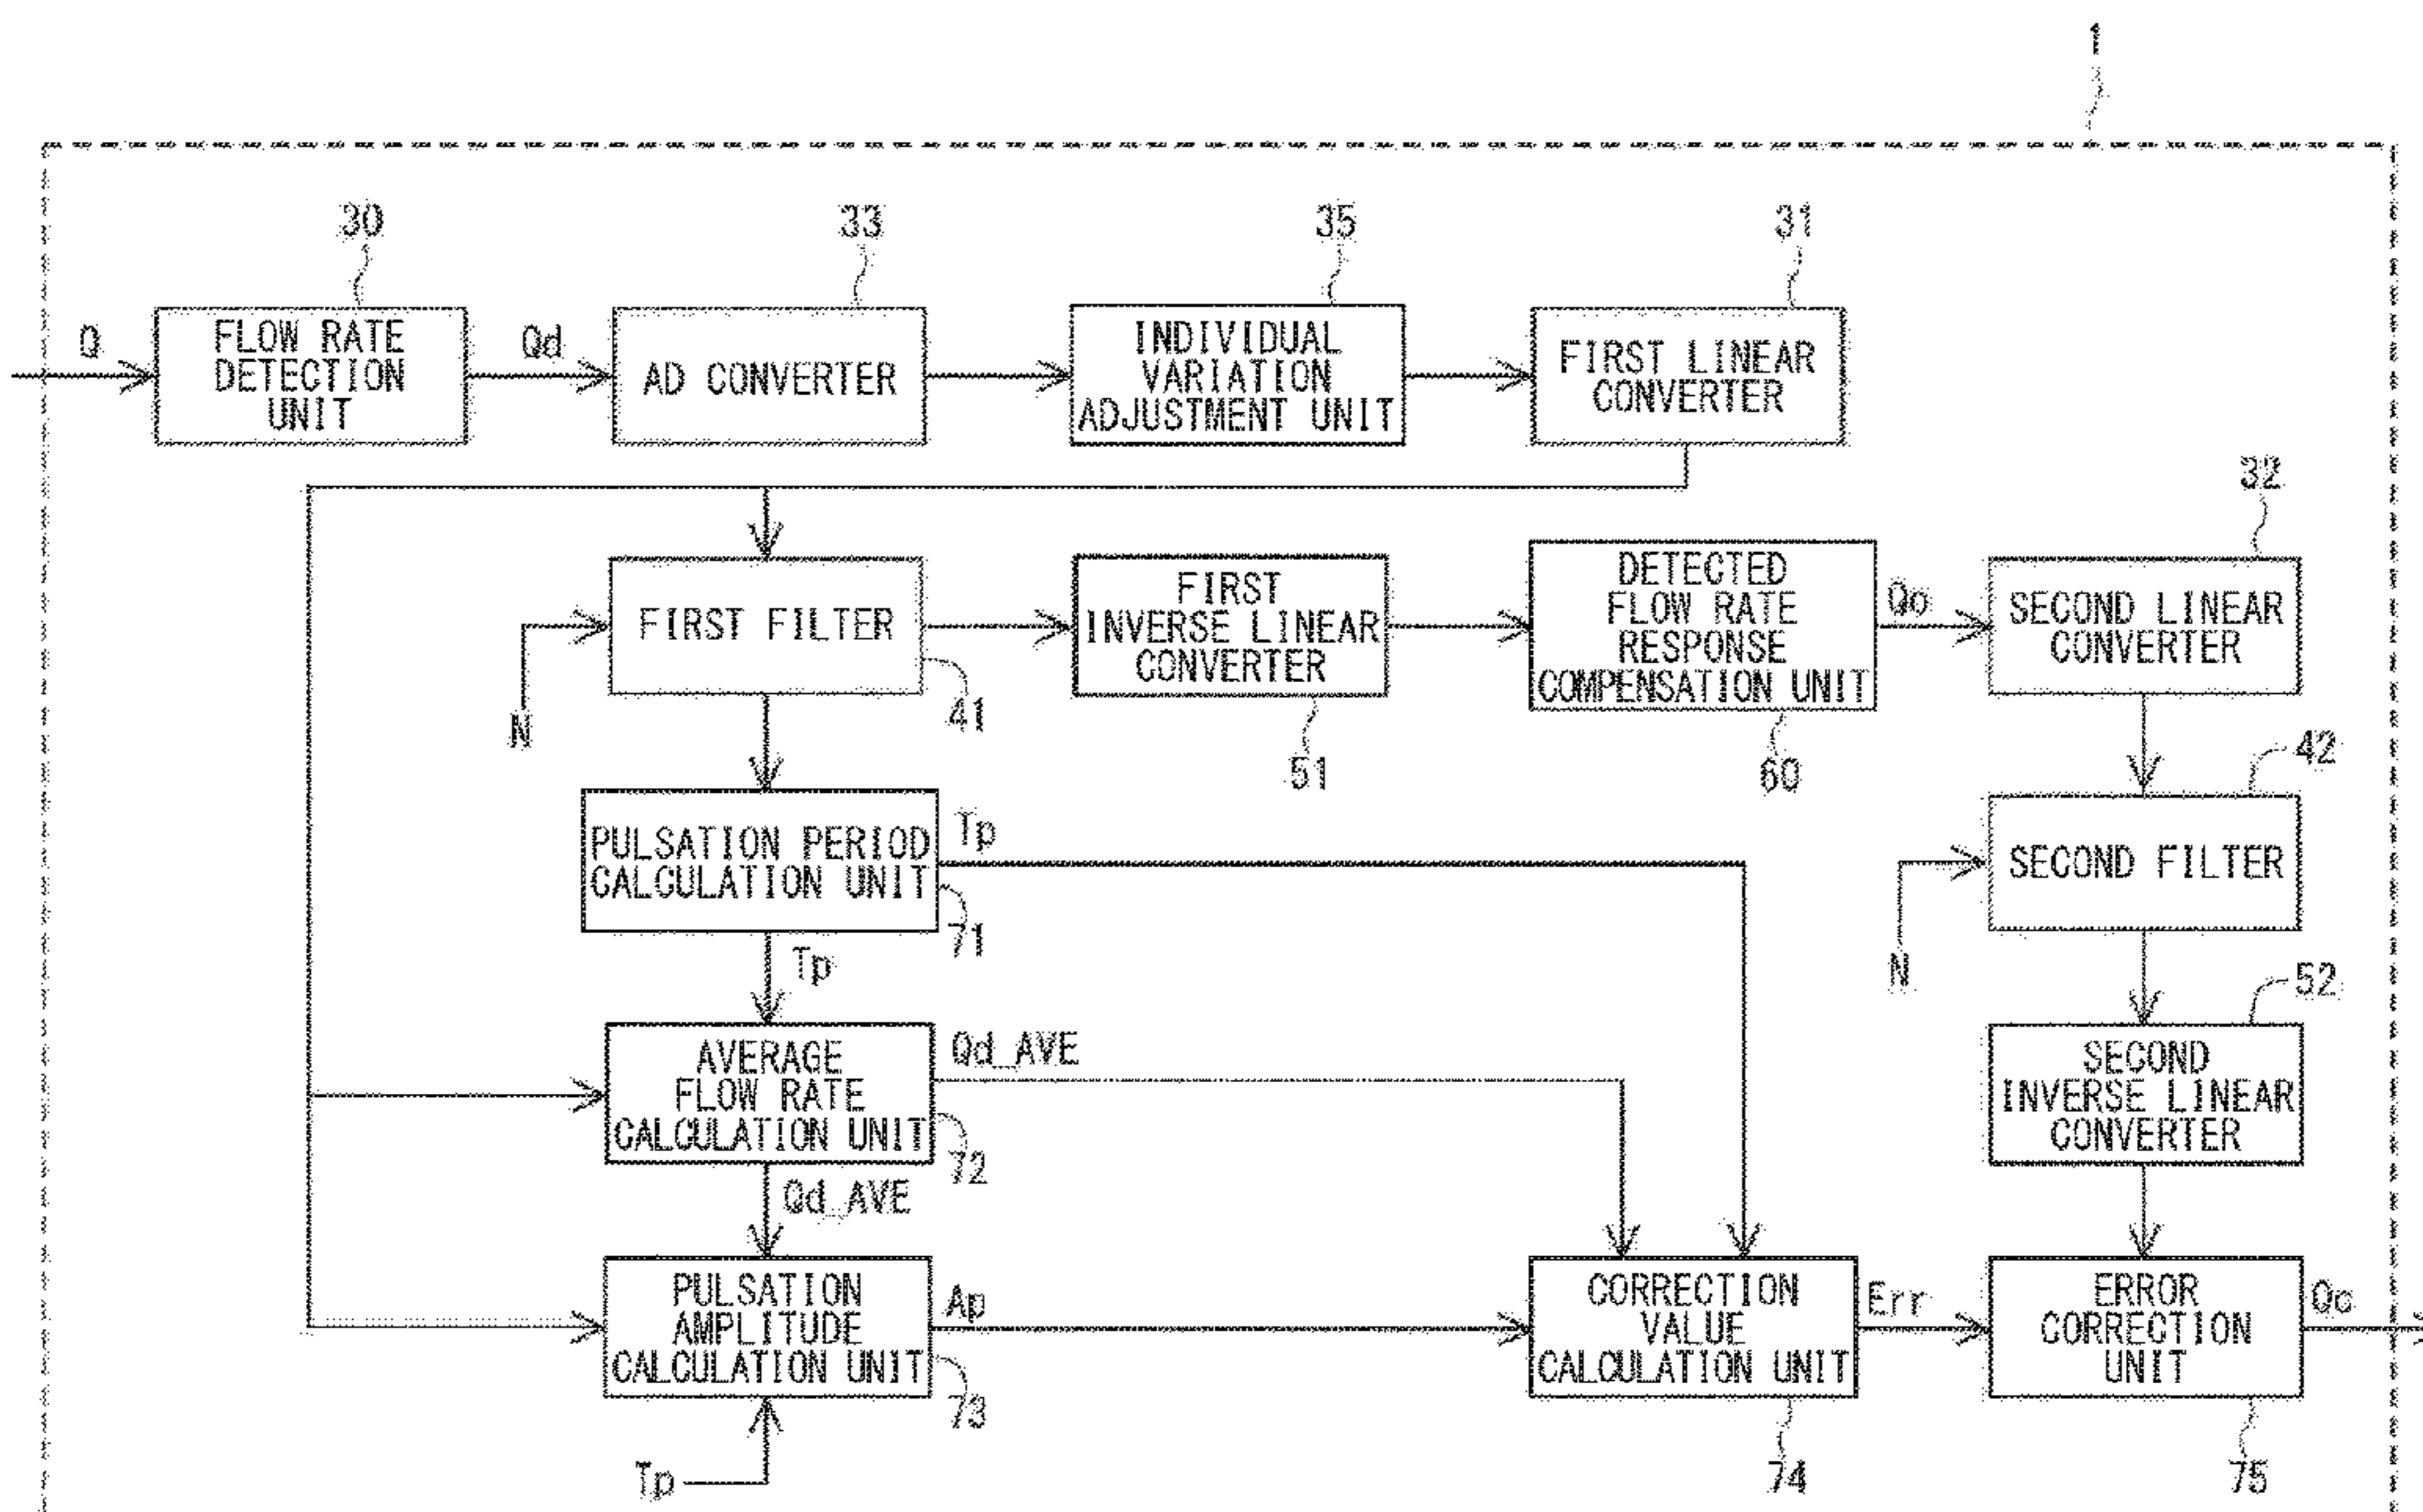 1
30
33
35
31
Q
FLOW RATE
DETECTION
UNIT
Qd
AD CONVERTER
INDIVIDUAL
VARIATION
ADJUSTMENT UNIT
FIRST LINEAR
CONVERTER
32
N
FIRST FILTER
41
FIRST
INVERSE LINEAR
CONVERTER
51
DETECTED
FLOW RATE
RESPONSE
COMPENSATION UNIT
60
Qo
SECOND LINEAR
CONVERTER
42
PULSATION PERIOD
CALCULATION UNIT
71
Tp
Tp
N
SECOND FILTER
52
AVERAGE
FLOW RATE
CALCULATION UNIT
72
Qd_AVE
Qd_AVE
SECOND
INVERSE LINEAR
CONVERTER
PULSATION
AMPLITUDE
CALCULATION UNIT
73
Ap
Tp
CORRECTION
VALUE
CALCULATION UNIT
74
Err
ERROR
CORRECTION
UNIT
75